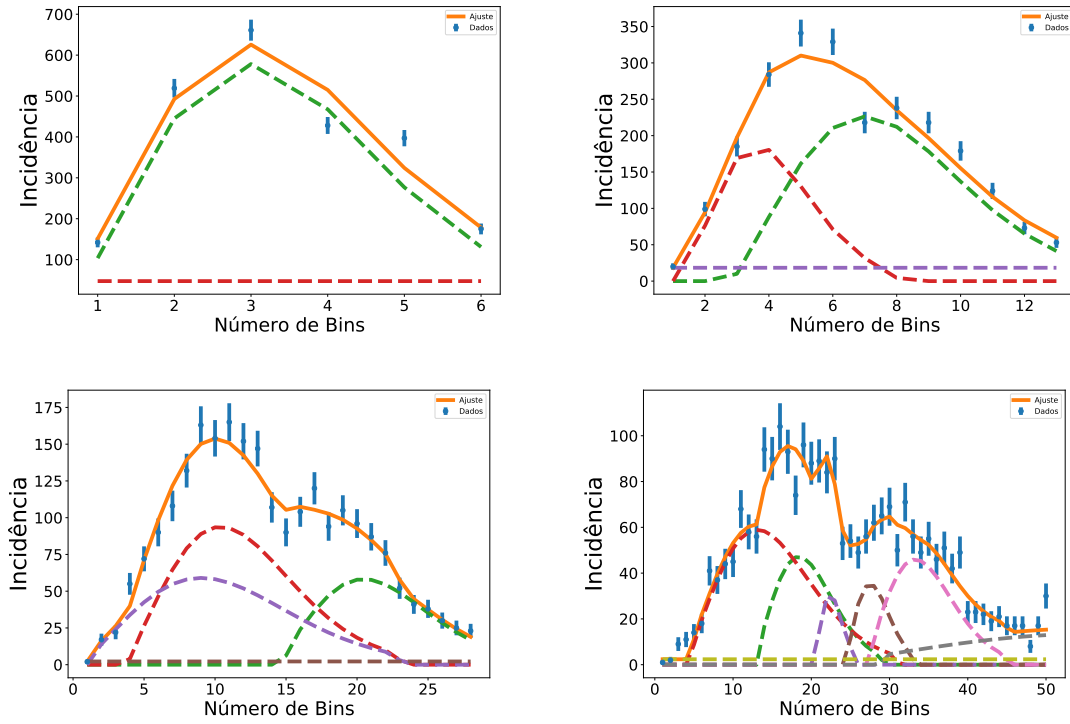 700
600
500
400
300
200
100
Incidência
Ajuste
Dados
1 2 3 4 5 6
Número de Bins
350
300
250
200
150
100
50
0
Incidência
Ajuste
Dados
2 4 6 8 10 12
Número de Bins
175
150
125
100
75
50
25
0
Incidência
Ajuste
Dados
0 5 10 15 20 25
Número de Bins
100
80
60
40
20
0
Incidência
Ajuste
Dados
0 10 20 30 40 50
Número de Bins